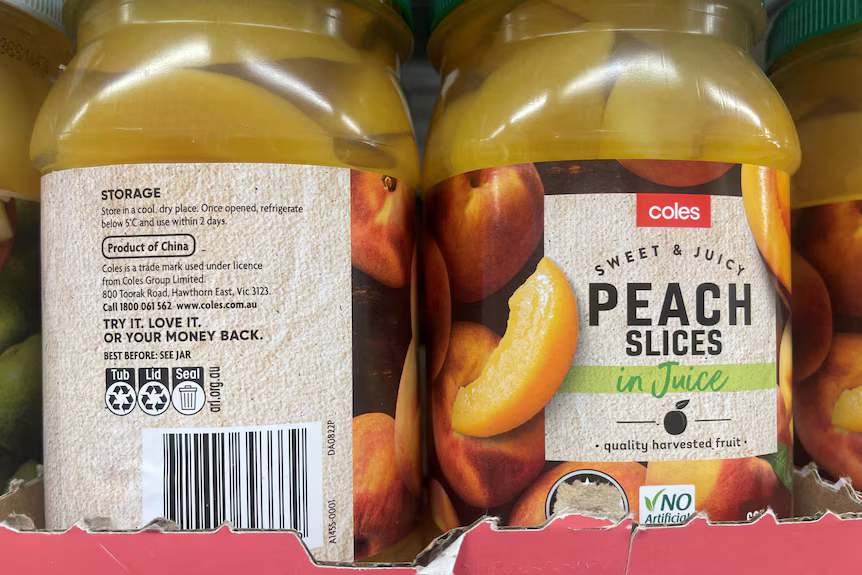 STORAGE
Store in a cool, dry place. Once opened, refrigerate
below 5°C and use within 2 days.
Product of China
Coles is a trade mark used under licence
from Coles Group Limited.
800 Toorak Road, Hawthorn East, Vic 3123.
Call 1800 061 562 www.coles.com.au
TRY IT. LOVE IT.
OR YOUR MONEY BACK.
BEST BEFORE: SEE JAR
Tub Lid Seal
arl.org.au
DA0822P
A1435-0001
coles
SWEET & JUICY
PEACH
SLICES
in Juice
• quality harvested fruit •
NO
Artificial